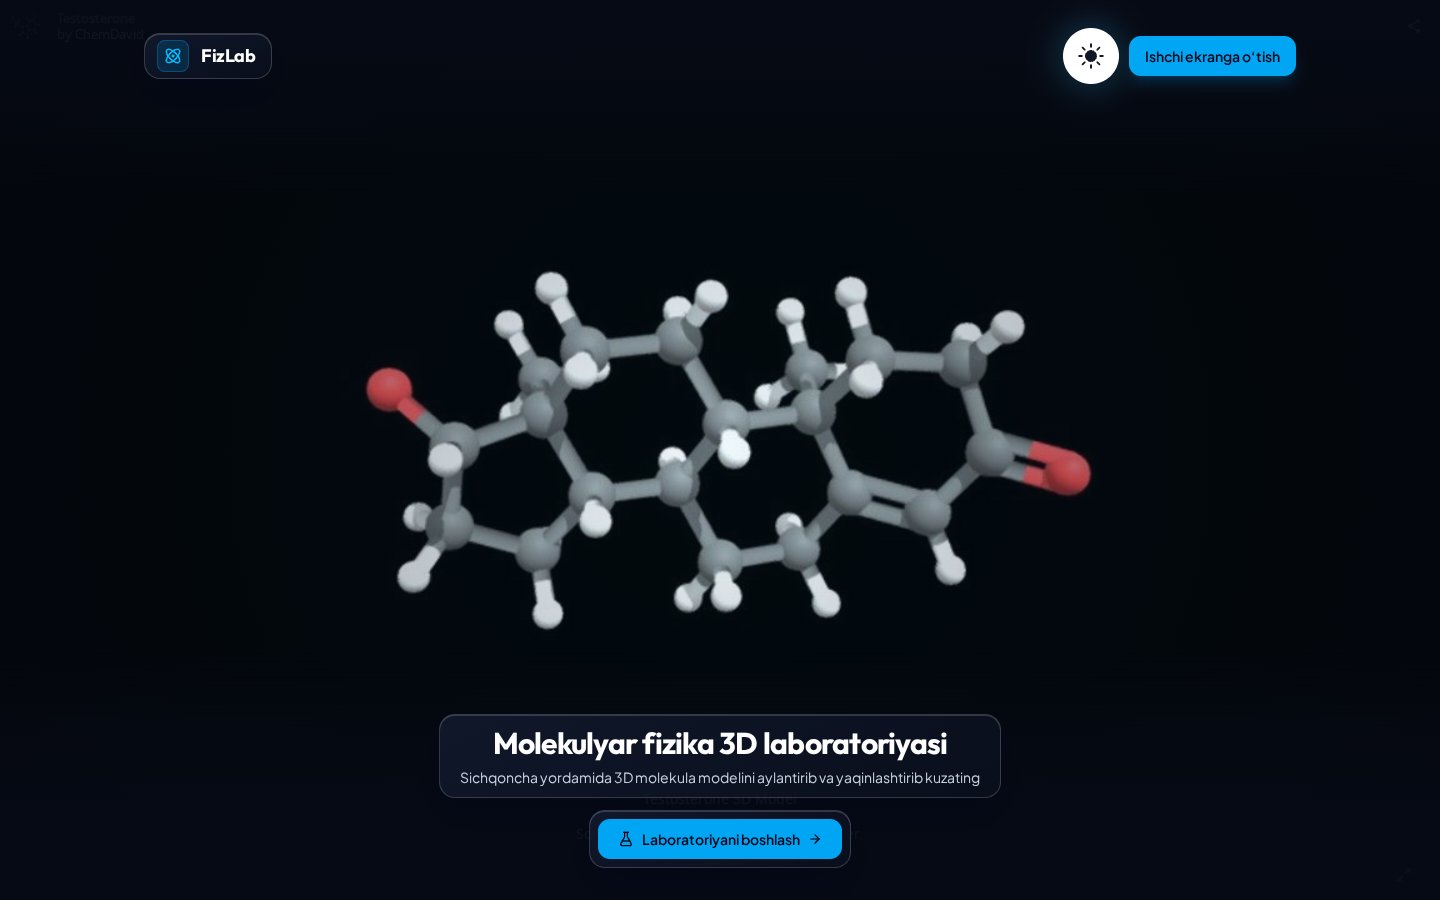 Testosterone
by ChemDavid
FizLab
Ishchi ekranga o‘tish
Molekulyar fizika 3D laboratoriyasi
Sichqoncha yordamida 3D molekula modelini aylantirib va yaqinlashtirib kuzating
Testosterone 3D Model
Laboratoriyani boshlash